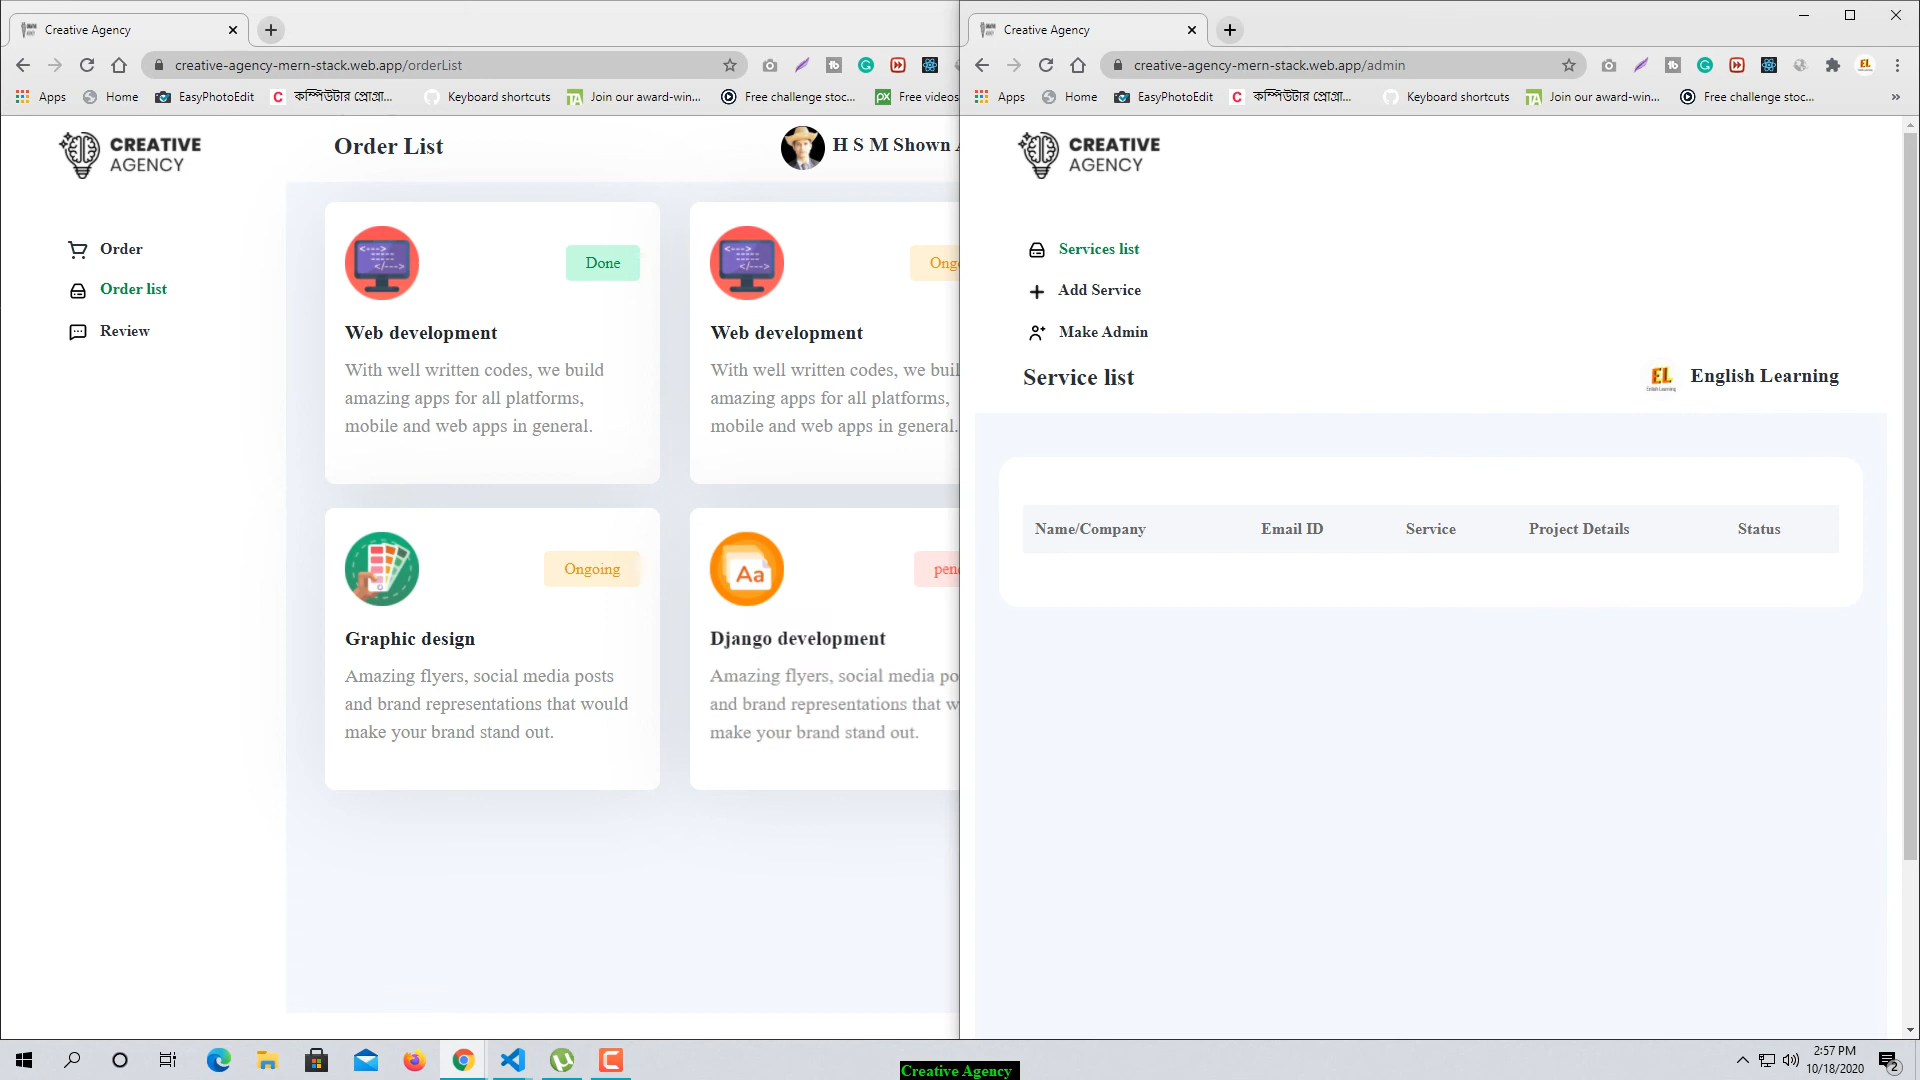 Creative Agency
creative-agency-mern-stack.web.app/orderList
Apps
Home
EasyPhotoEdit
কম্পিউটার প্রোগ্রা...
Keyboard shortcuts
Join our award-win...
Free challenge stoc...
Free videos
CREATIVE
AGENCY
Order List
H S M Shown
Order
Order list
Review
Done
Web development
With well written codes, we build
amazing apps for all platforms,
mobile and web apps in general.
Web development
With well written codes, we buil
amazing apps for all platforms,
mobile and web apps in general.
Ongoing
Graphic design
Amazing flyers, social media posts
and brand representations that would
make your brand stand out.
Aa
Django development
Amazing flyers, social media po
and brand representations that w
make your brand stand out.
Creative Agency
creative-agency-mern-stack.web.app/admin
Apps
Home
EasyPhotoEdit
কম্পিউটার প্রোগ্রা...
Keyboard shortcuts
Join our award-win...
Free challenge stoc...
CREATIVE
AGENCY
Services list
Add Service
Make Admin
Service list
EL
English Learning
Name/Company Email ID Service Project Details Status
Creative Agency
2:57 PM
10/18/2020
2